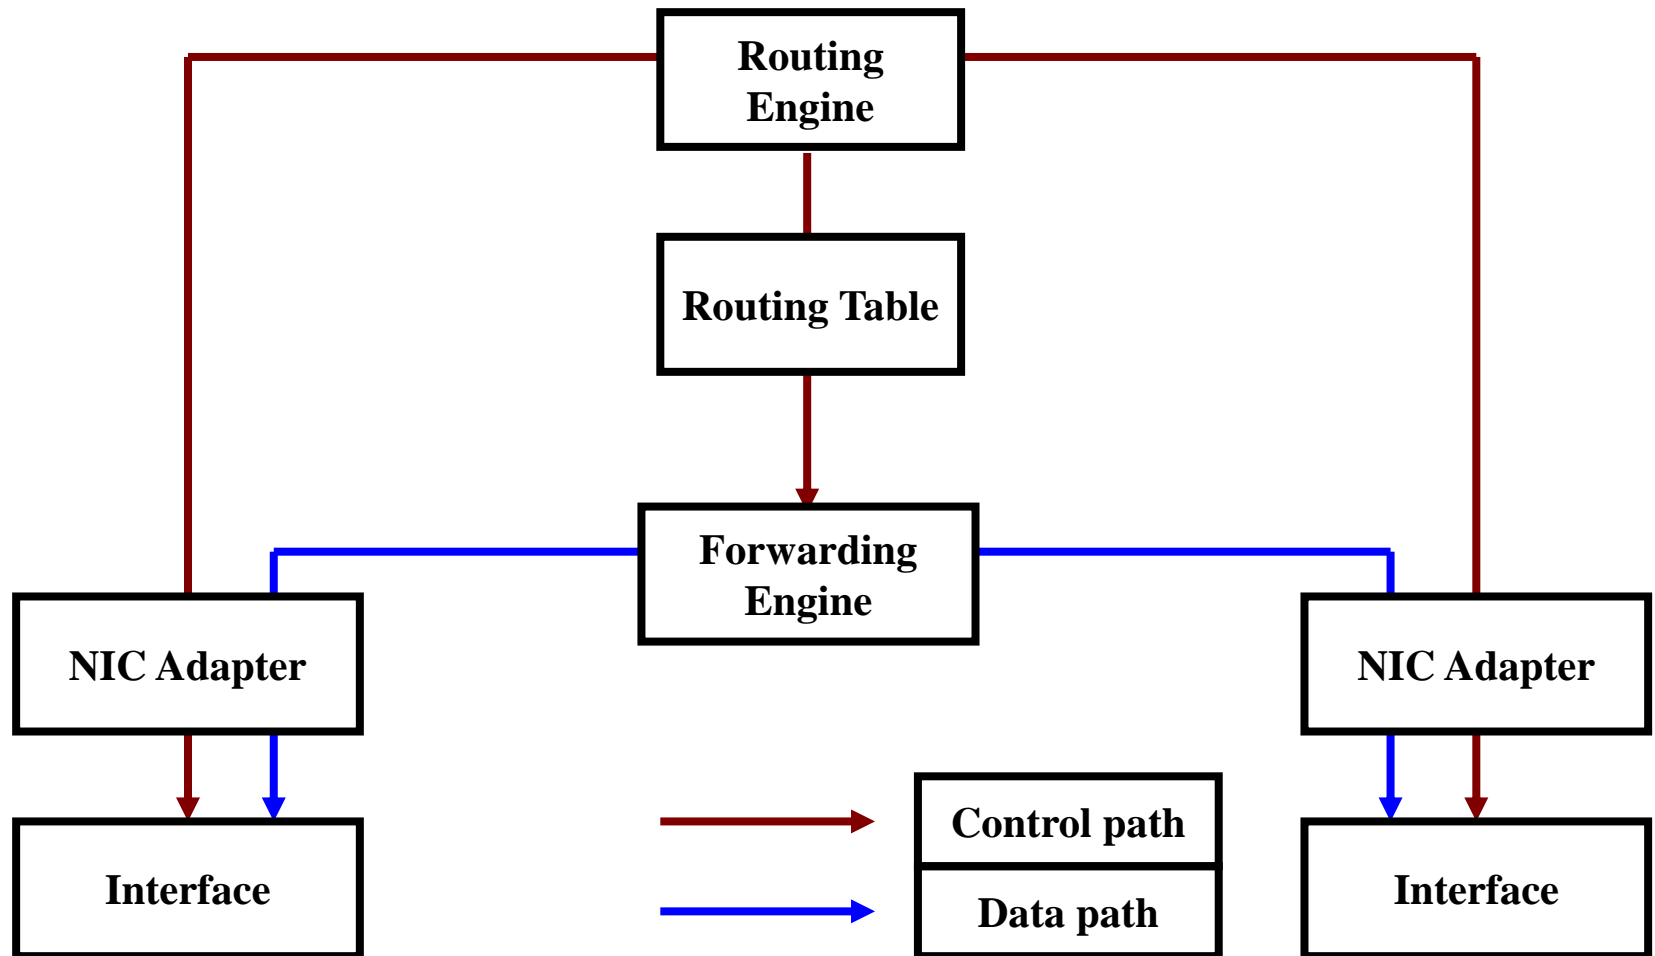 Routing
Engine
Routing Table
Forwarding
Engine
NIC Adapter
NIC Adapter
Control path
Interface
Interface
Data path